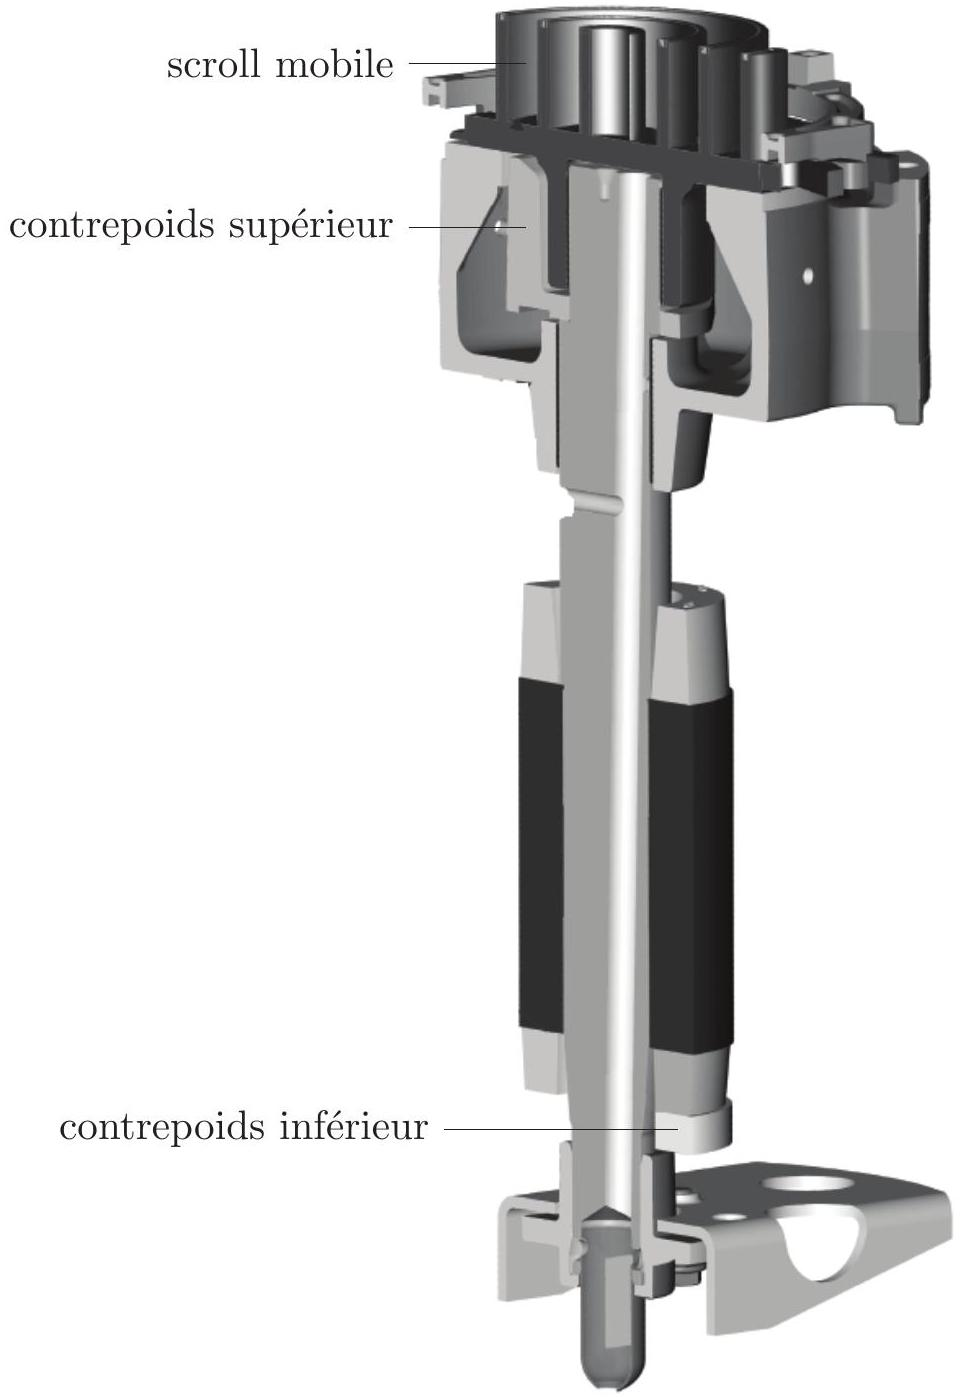 scroll mobile
contrepoids supérieur
contrepoids inférieur